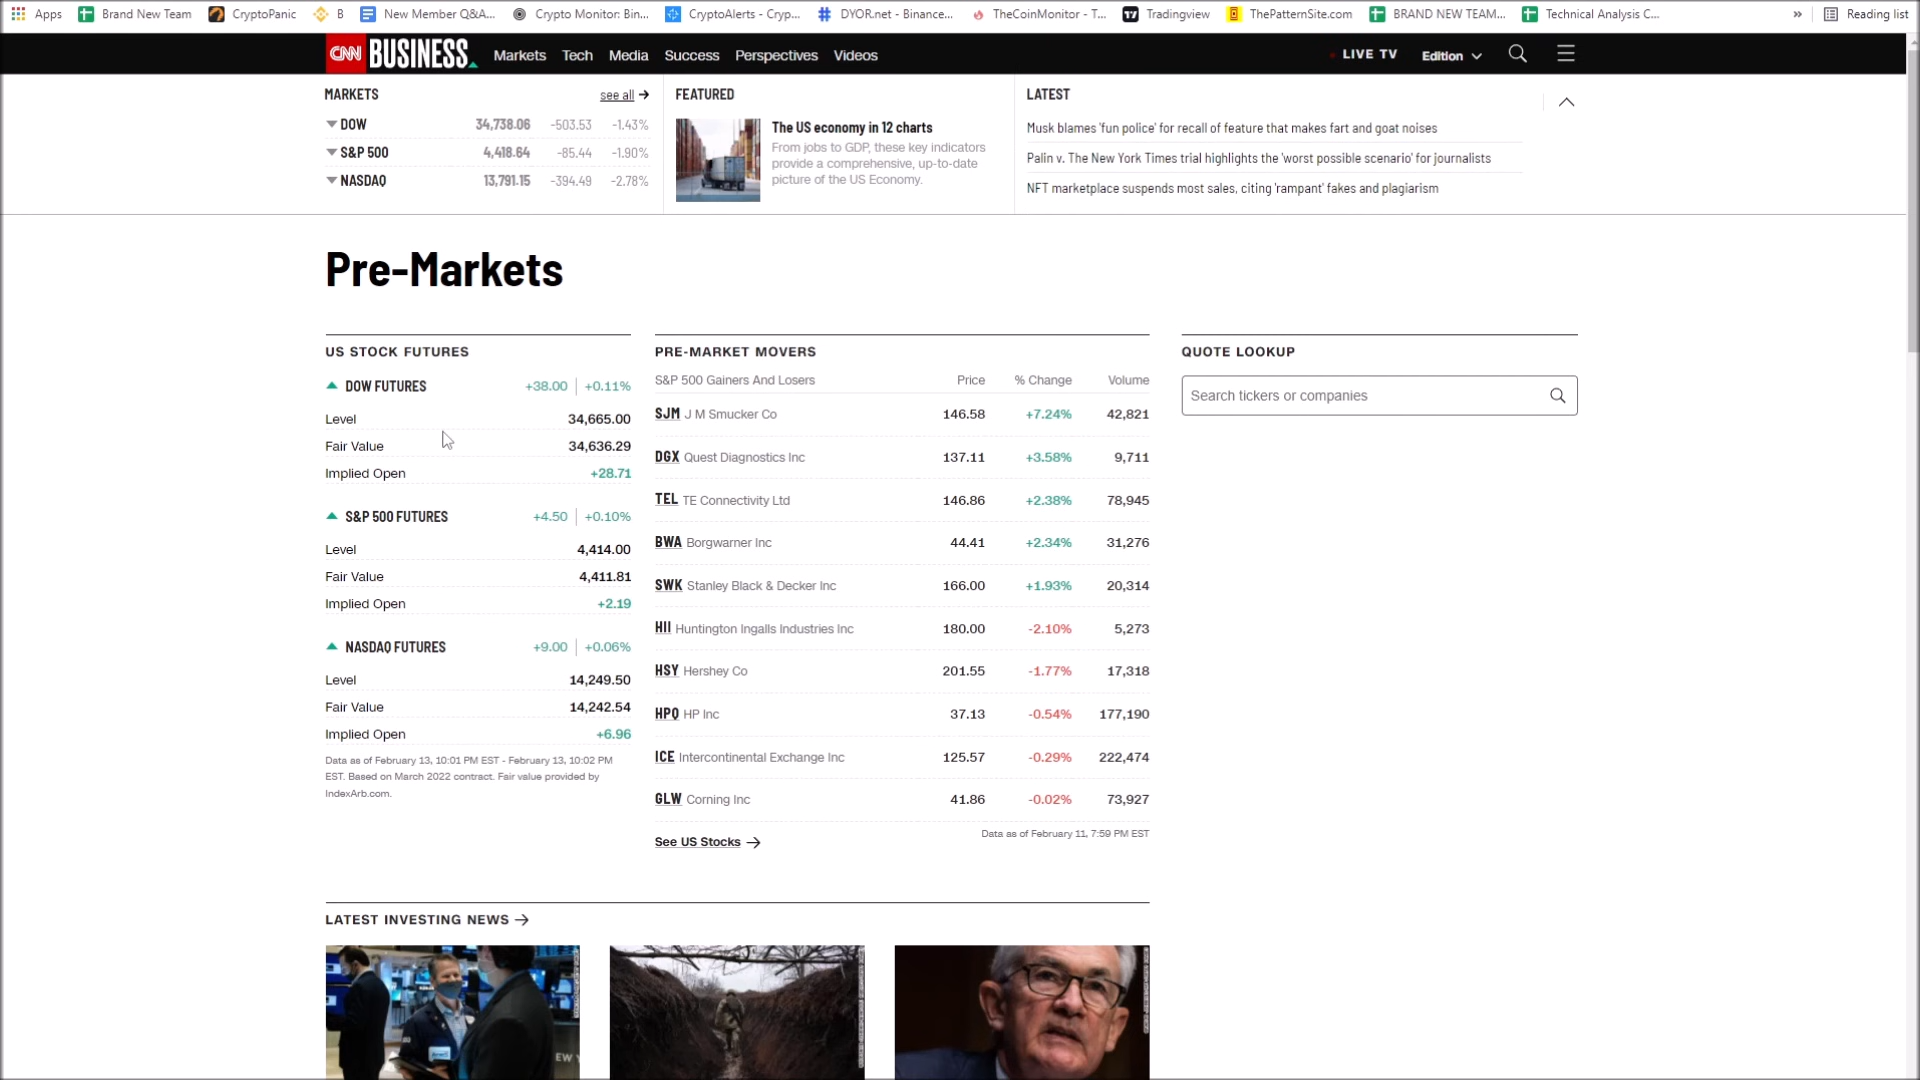 Apps Brand New Team CryptoPanic B New Member Q&A... Crypto Monitor: Bin... CryptoAlerts - Cryp... DYOR.net - Binance... TheCoinMonitor - T... Tradingview ThePatternSite.com BRAND NEW TEAM... Technical Analysis C... » Reading list
CNN BUSINESS Markets Tech Media Success Perspectives Videos LIVE TV Edition
MARKETS see all →
DOW 34,738.06 -503.53 -1.43%
S&P 500 4,418.64 -85.44 -1.90%
NASDAQ 13,791.15 -394.49 -2.78%
FEATURED
The US economy in 12 charts
From jobs to GDP, these key indicators
provide a comprehensive, up-to-date
picture of the US Economy.
LATEST
Musk blames 'fun police' for recall of feature that makes fart and goat noises
Palin v. The New York Times trial highlights the 'worst possible scenario' for journalists
NFT marketplace suspends most sales, citing 'rampant' fakes and plagiarism
Pre-Markets
US STOCK FUTURES
DOW FUTURES +38.00 +0.11%
Level 34,665.00
Fair Value 34,636.29
Implied Open +28.71
S&P 500 FUTURES +4.50 +0.10%
Level 4,414.00
Fair Value 4,411.81
Implied Open +2.19
NASDAQ FUTURES +9.00 +0.06%
Level 14,249.50
Fair Value 14,242.54
Implied Open +6.96
Data as of February 13, 10:01 PM EST - February 13, 10:02 PM
EST. Based on March 2022 contract. Fair value provided by
IndexArb.com.
PRE-MARKET MOVERS
S&P 500 Gainers And Losers Price % Change Volume
SJM J M Smucker Co 146.58 +7.24% 42,821
DGX Quest Diagnostics Inc 137.11 +3.58% 9,711
TEL TE Connectivity Ltd 146.86 +2.38% 78,945
BWA Borgwarner Inc 44.41 +2.34% 31,276
SWK Stanley Black & Decker Inc 166.00 +1.93% 20,314
HII Huntington Ingalls Industries Inc 180.00 -2.10% 5,273
HSY Hershey Co 201.55 -1.77% 17,318
HPQ HP Inc 37.13 -0.54% 177,190
ICE Intercontinental Exchange Inc 125.57 -0.29% 222,474
GLW Corning Inc 41.86 -0.02% 73,927
See US Stocks → Data as of February 11, 7:59 PM EST
QUOTE LOOKUP
Search tickers or companies
LATEST INVESTING NEWS →
EW Y